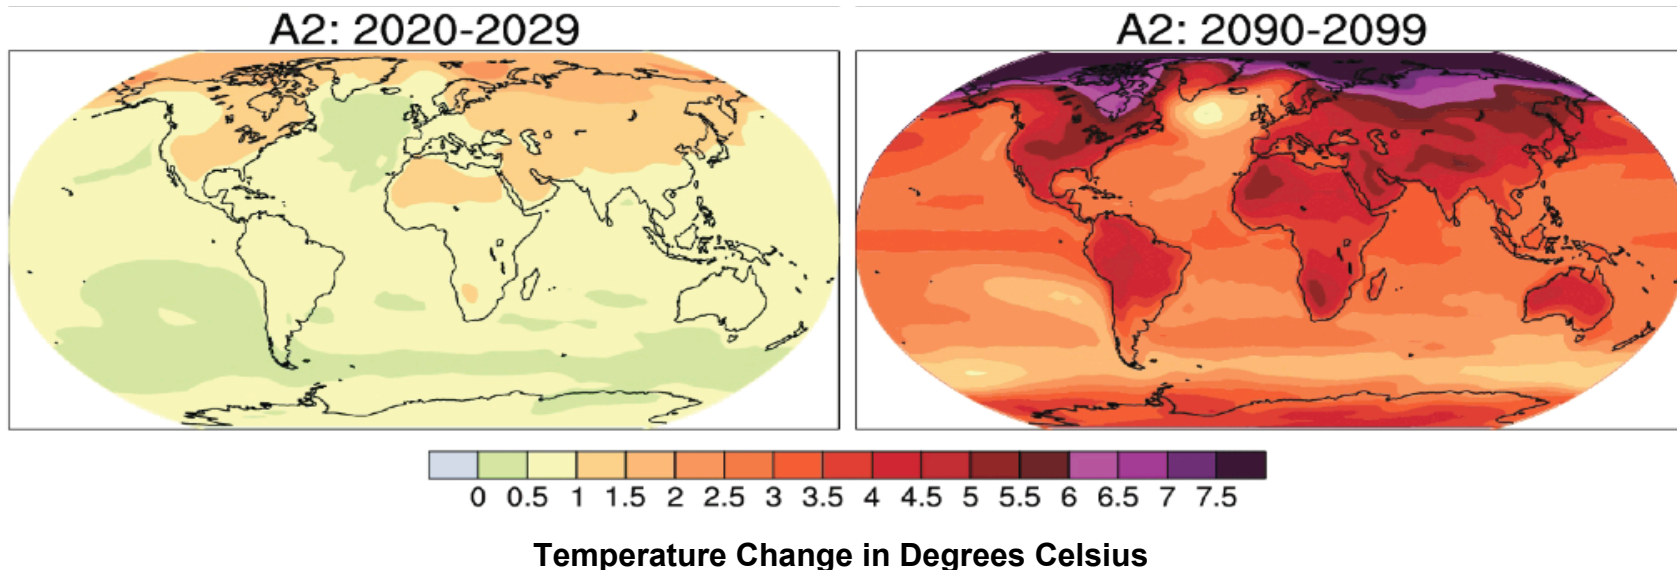 A2: 2020-2029
A2: 2090-2099
0 0.5 1 1.5 2 2.5 3 3.5 4 4.5 5 5.5 6 6.5 7 7.5
Temperature Change in Degrees Celsius